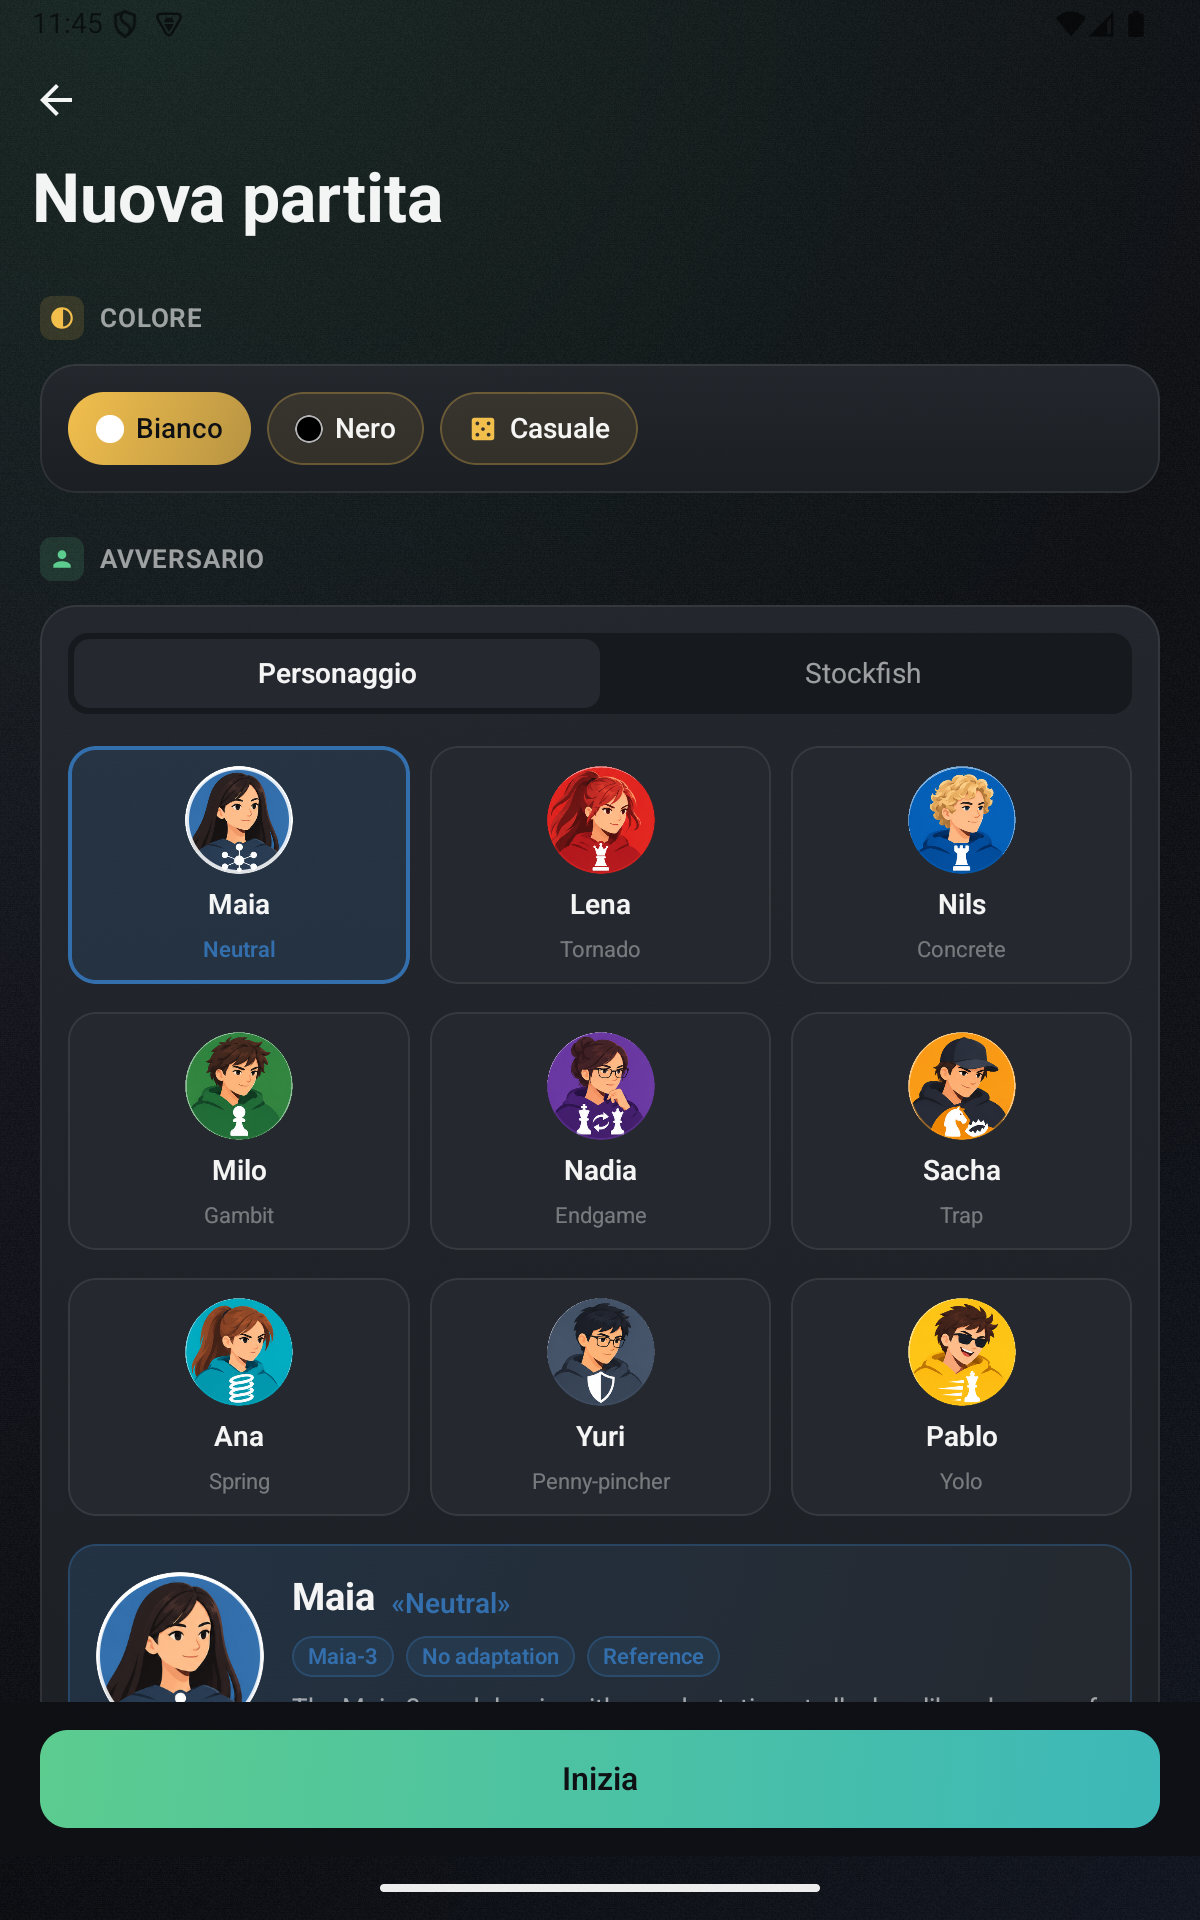 11:45
Nuova partita
COLORE
Bianco
Nero
Casuale
AVVERSARIO
Personaggio
Stockfish
Maia
Neutral
Lena
Tornado
Nils
Concrete
Milo
Gambit
Nadia
Endgame
Sacha
Trap
Ana
Spring
Yuri
Penny-pincher
Pablo
Yolo
Maia «Neutral»
Maia-3
No adaptation
Reference
Inizia